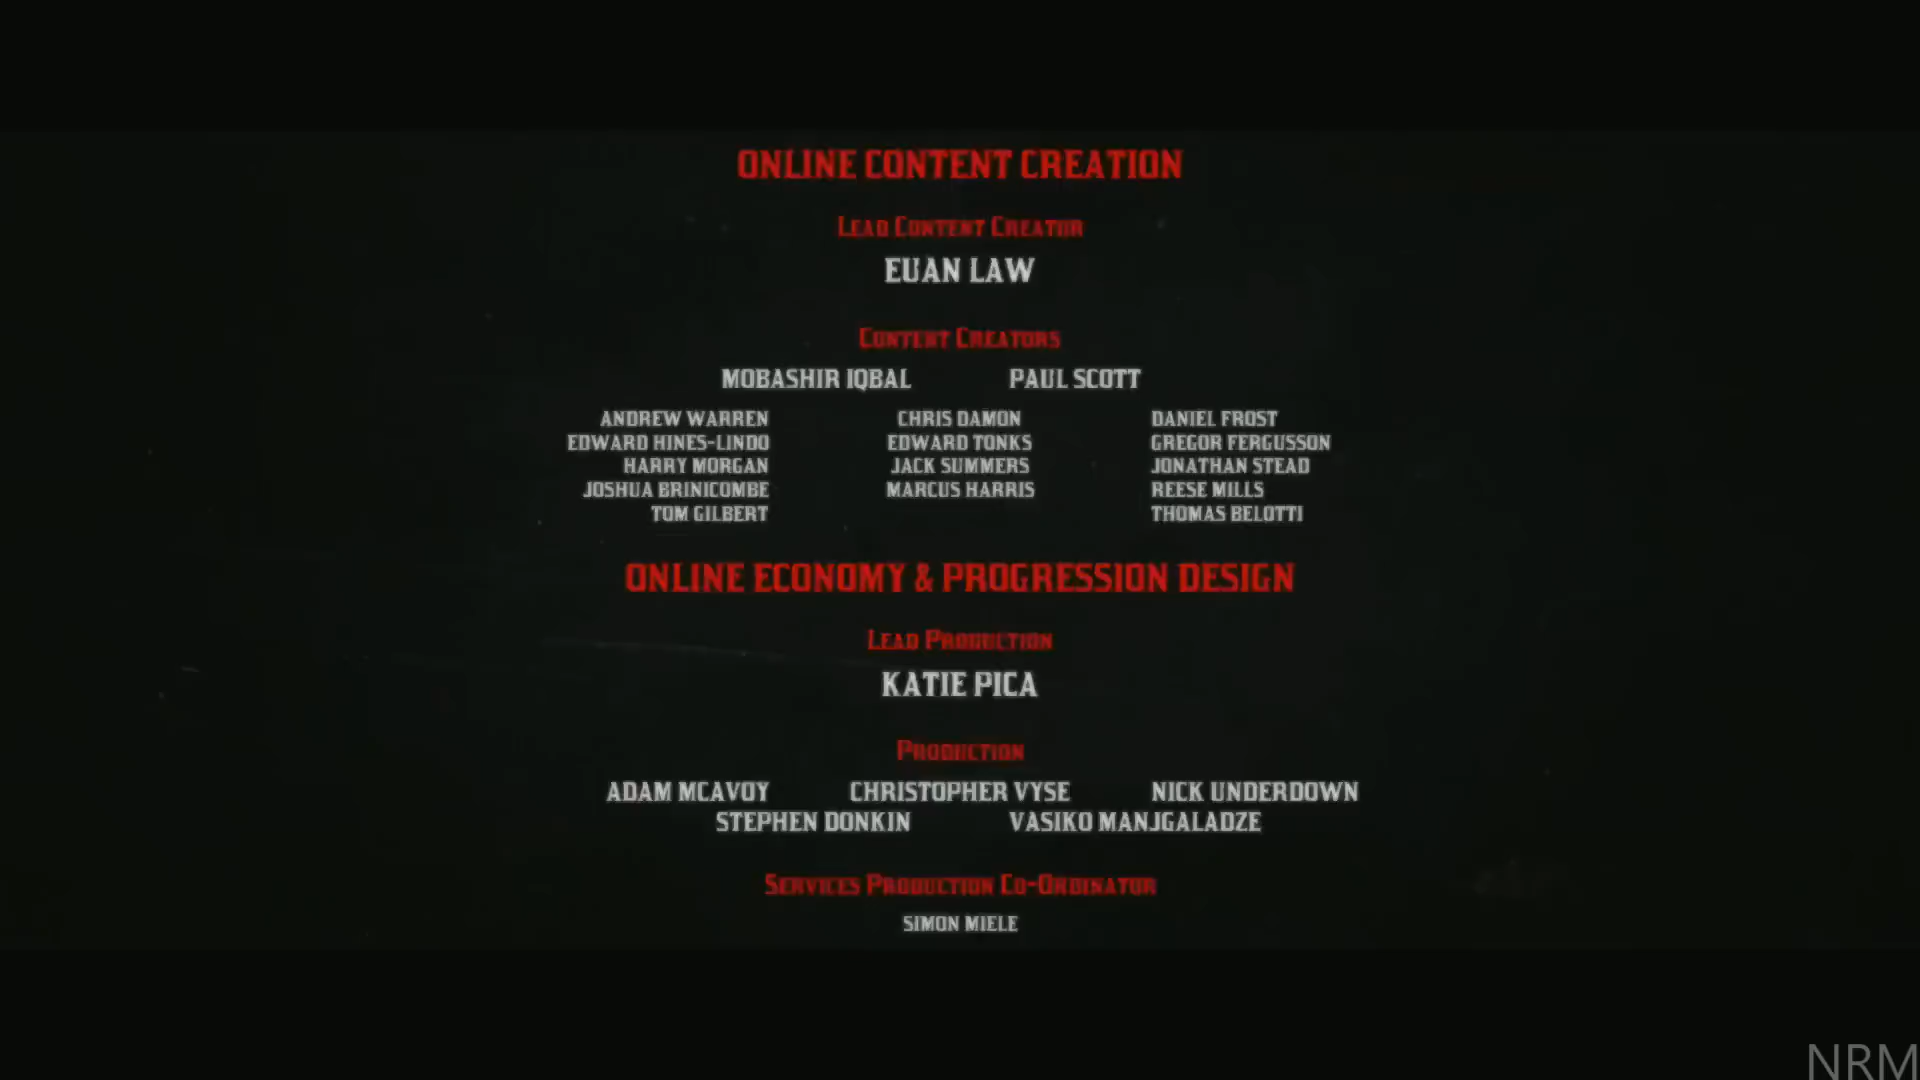 ONLINE CONTENT CREATION
LEAD CONTENT CREATOR
EUAN LAW
CONTENT CREATORS
MOBASHIR IQBAL PAUL SCOTT
ANDREW WARREN CHRIS DAMON DANIEL FROST
EDWARD HINES-LINDO EDWARD TONKS GREGOR FERGUSSON
HARRY MORGAN JACK SUMMERS JONATHAN STEAD
JOSHUA BRINICOMBE MARCUS HARRIS REESE MILLS
TOM GILBERT THOMAS BELOTTI
ONLINE ECONOMY & PROGRESSION DESIGN
LEAD PRODUCTION
KATIE PICA
PRODUCTION
ADAM MCAVOY CHRISTOPHER VYSE NICK UNDERDOWN
STEPHEN DONKIN VASIKO MANJGALADZE
SERVICES PRODUCTION CO-ORDINATOR
SIMON MIELE
NRM